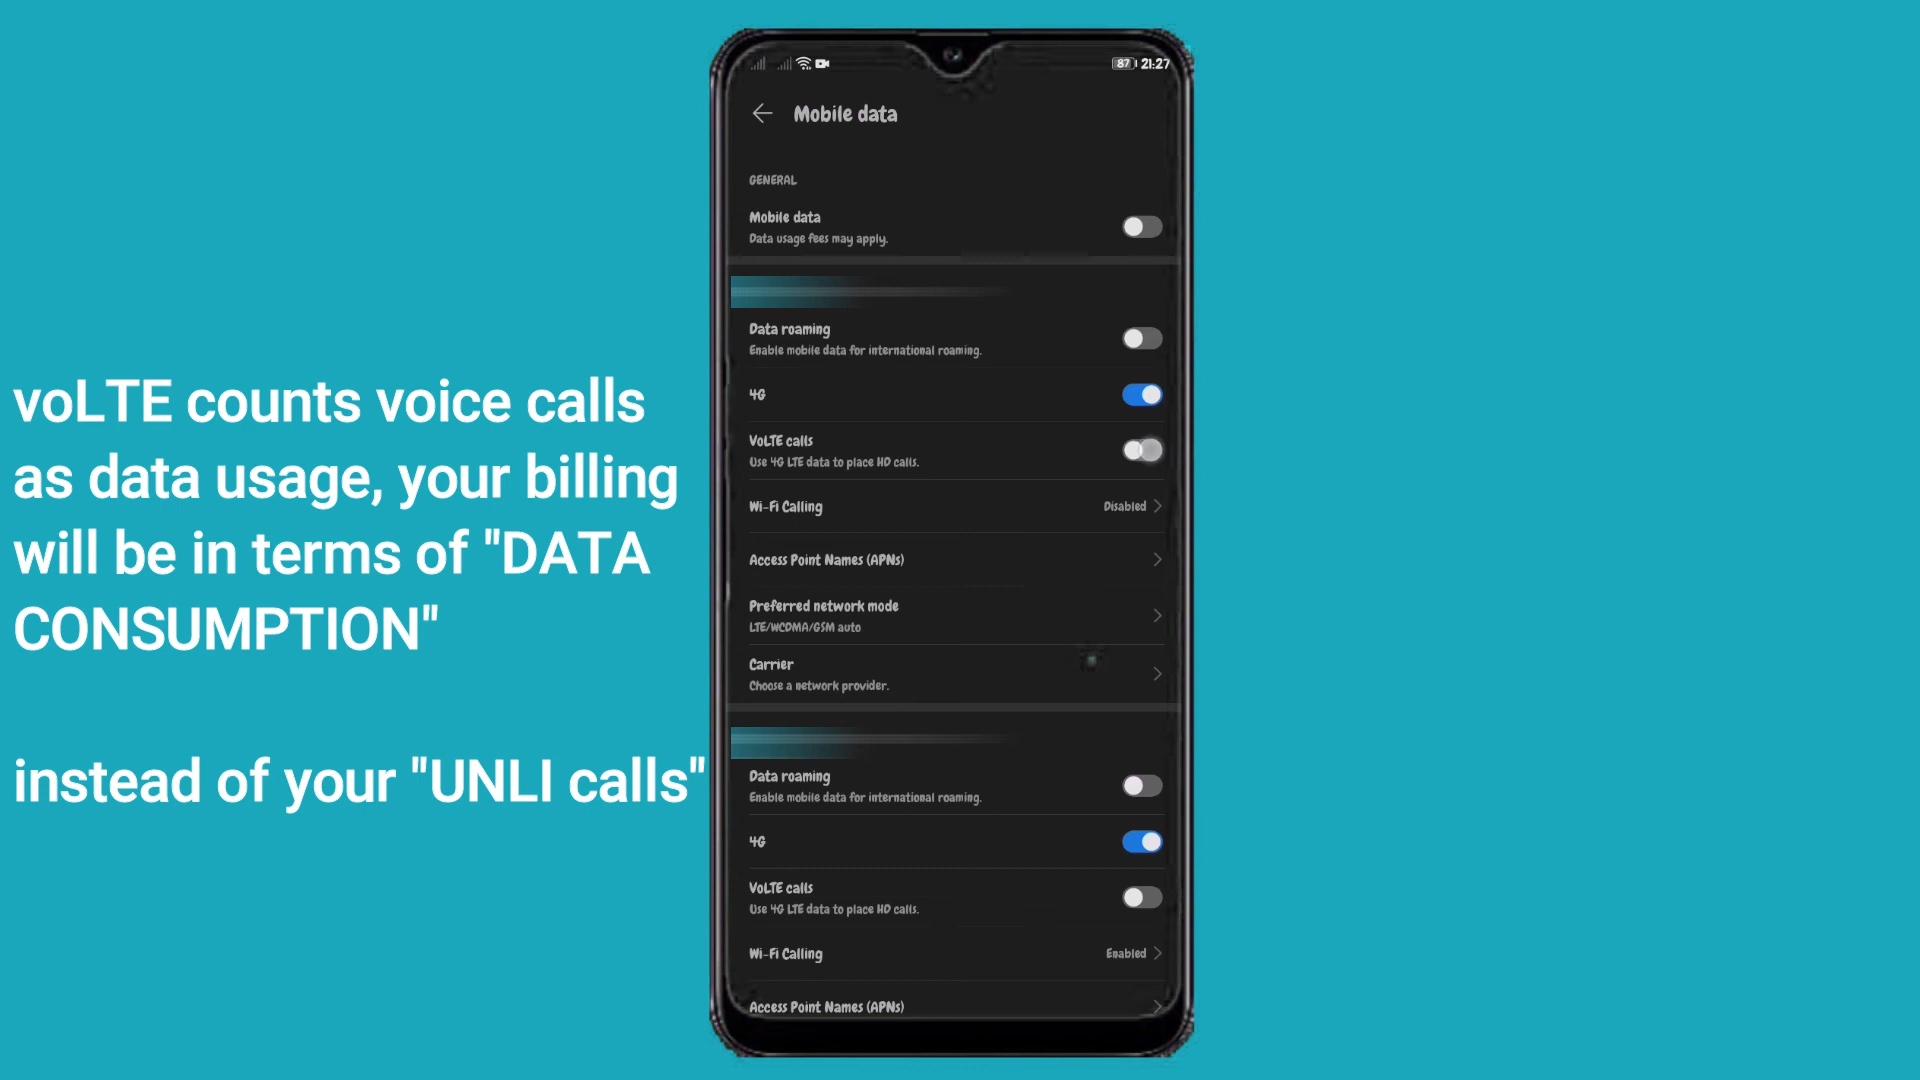 voLTE counts voice calls
as data usage, your billing
will be in terms of "DATA
CONSUMPTION"
instead of your "UNLI calls"
87 21:27
Mobile data
GENERAL
Mobile data
Data usage fees may apply.
Data roaming
Enable mobile data for international roaming.
4G
VoLTE calls
Use 4G LTE data to place HD calls.
Wi-Fi Calling Disabled
Access Point Names (APNs)
Preferred network mode
LTE/WCDMA/GSM auto
Carrier
Choose a network provider.
Data roaming
Enable mobile data for international roaming.
4G
VoLTE calls
Use 4G LTE data to place HD calls.
Wi-Fi Calling Enabled
Access Point Names (APNs)